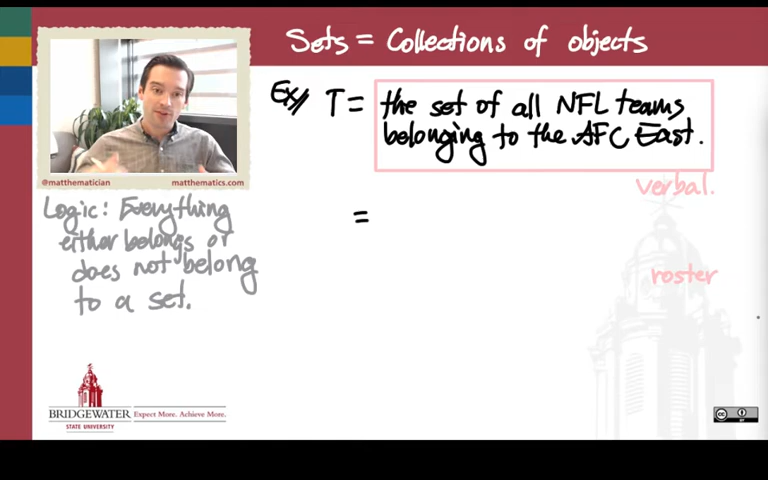 Sets = Collections of objects
Ex// T = the set of all NFL teams
belonging to the AFC East.
verbal.
=
roster
@matthematician matthematics.com
Logic: Everything
either belongs or
does not belong
to a set.
BRIDGEWATER
STATE UNIVERSITY
Expect More. Achieve More.
cc
BY